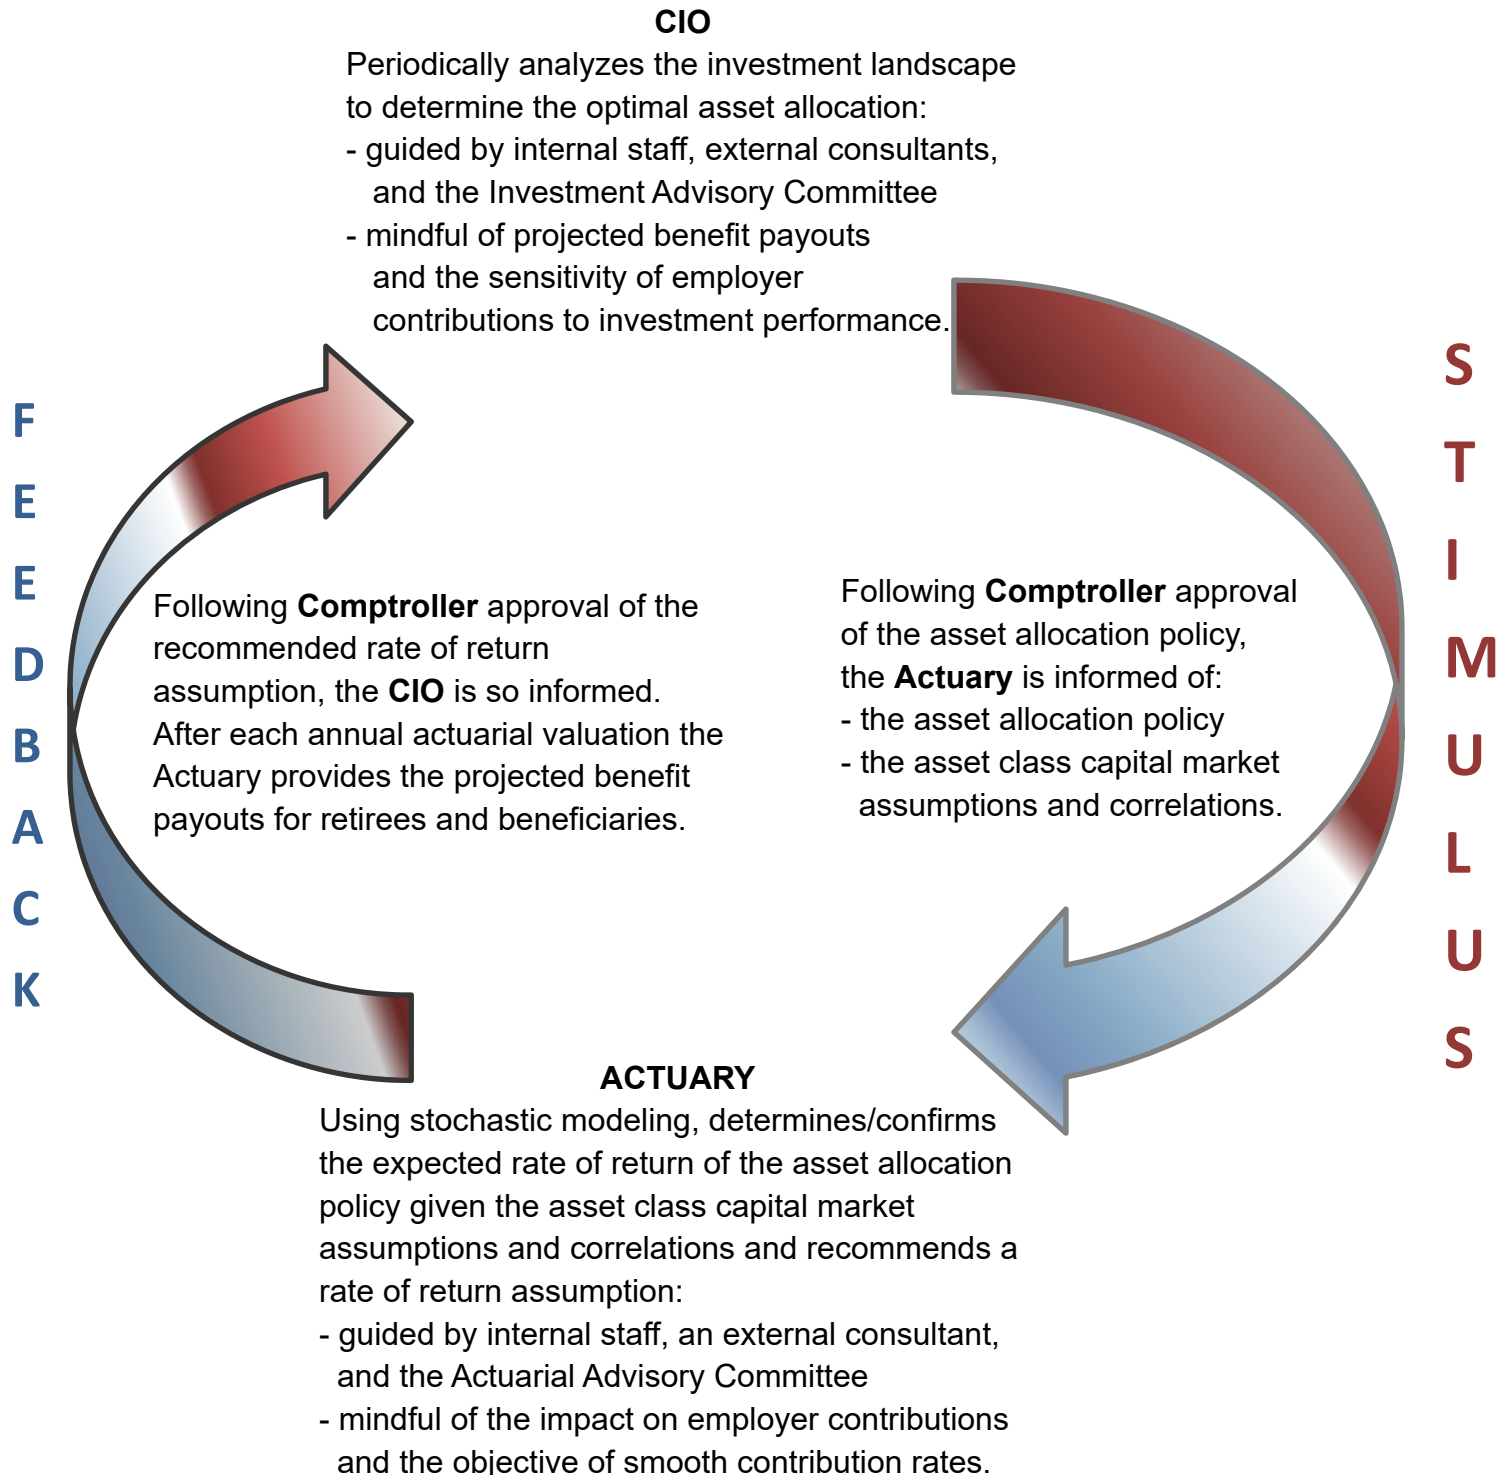 CIO
Periodically analyzes the investment landscape
to determine the optimal asset allocation:
- guided by internal staff, external consultants,
and the Investment Advisory Committee
- mindful of projected benefit payouts
and the sensitivity of employer
contributions to investment performance.
FEEDBACK
Following Comptroller approval of the
recommended rate of return
assumption, the CIO is so informed.
After each annual actuarial valuation the
Actuary provides the projected benefit
payouts for retirees and beneficiaries.
Following Comptroller approval
of the asset allocation policy,
the Actuary is informed of:
- the asset allocation policy
- the asset class capital market
assumptions and correlations.
STIMULUS
ACTUARY
Using stochastic modeling, determines/confirms
the expected rate of return of the asset allocation
policy given the asset class capital market
assumptions and correlations and recommends a
rate of return assumption:
- guided by internal staff, an external consultant,
and the Actuarial Advisory Committee
- mindful of the impact on employer contributions
and the objective of smooth contribution rates.